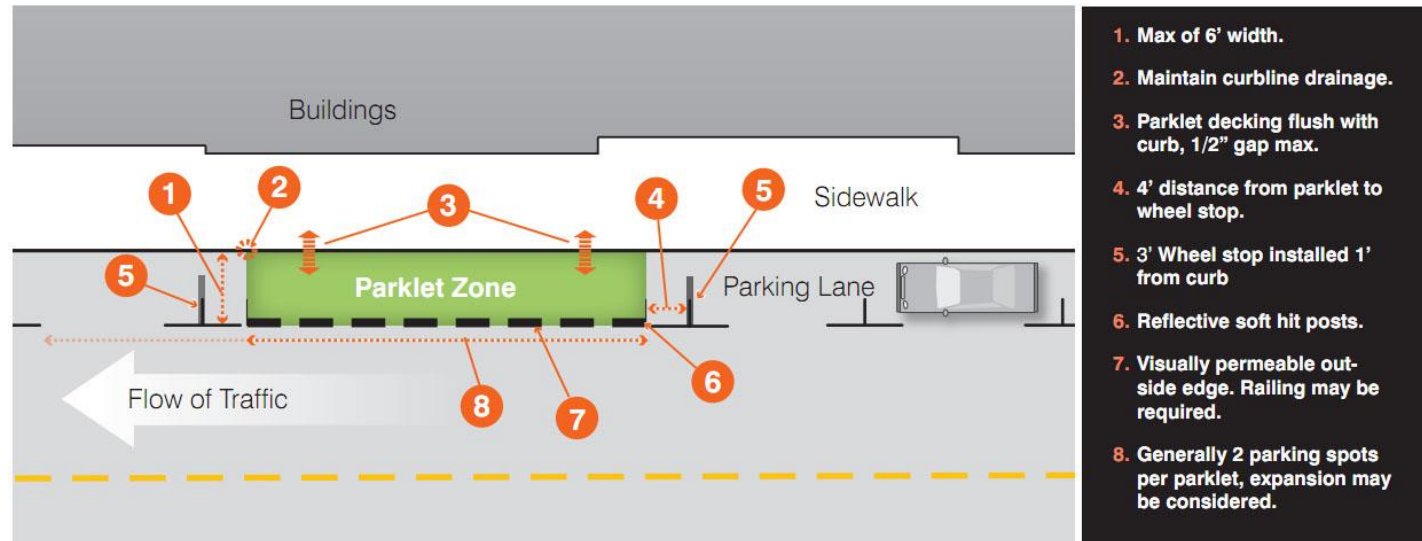 Buildings
1
2
3
4
5
Sidewalk
5
Parklet Zone
Parking Lane
6
Flow of Traffic
8
7
1. Max of 6’ width.
2. Maintain curbline drainage.
3. Parklet decking flush with
curb, 1/2” gap max.
4. 4’ distance from parklet to
wheel stop.
5. 3’ Wheel stop installed 1’
from curb
6. Reflective soft hit posts.
7. Visually permeable out-
side edge. Railing may be
required.
8. Generally 2 parking spots
per parklet, expansion may
be considered.